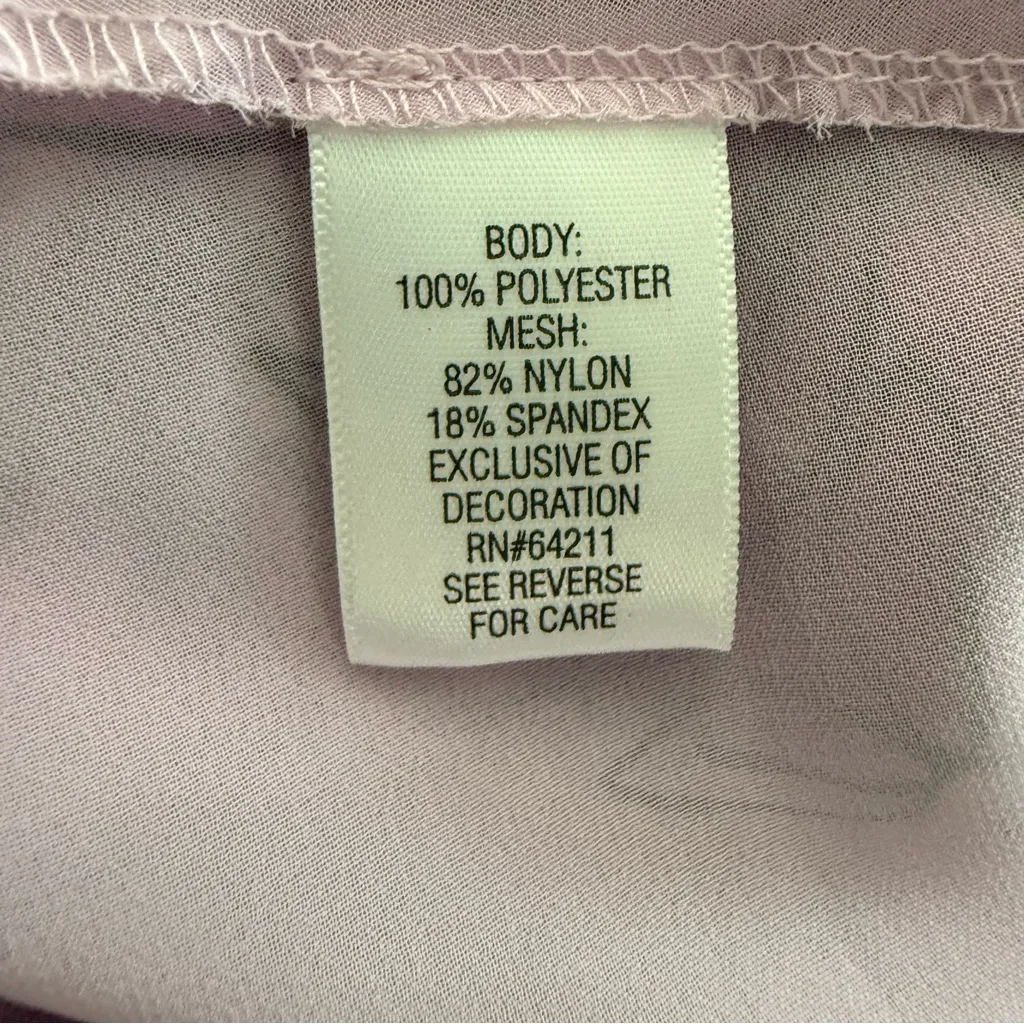 BODY:
100% POLYESTER
MESH:
82% NYLON
18% SPANDEX
EXCLUSIVE OF
DECORATION
RN#64211
SEE REVERSE
FOR CARE